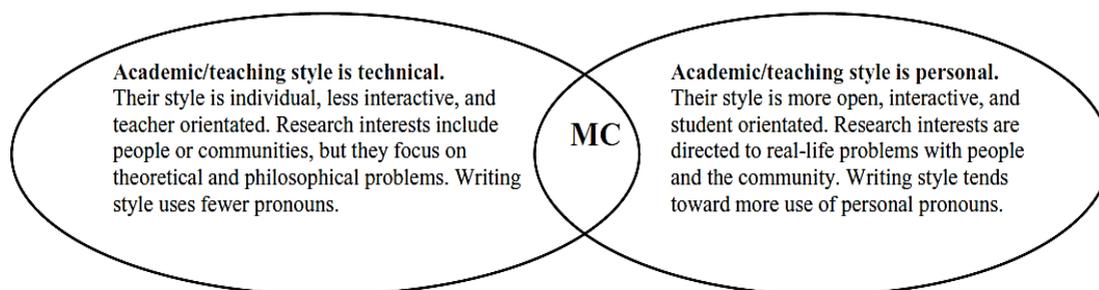 Academic/teaching style is technical.
Their style is individual, less interactive, and
teacher orientated. Research interests include
people or communities, but they focus on
theoretical and philosophical problems. Writing
style uses fewer pronouns.
MC
Academic/teaching style is personal.
Their style is more open, interactive, and
student orientated. Research interests are
directed to real-life problems with people
and the community. Writing style tends
toward more use of personal pronouns.